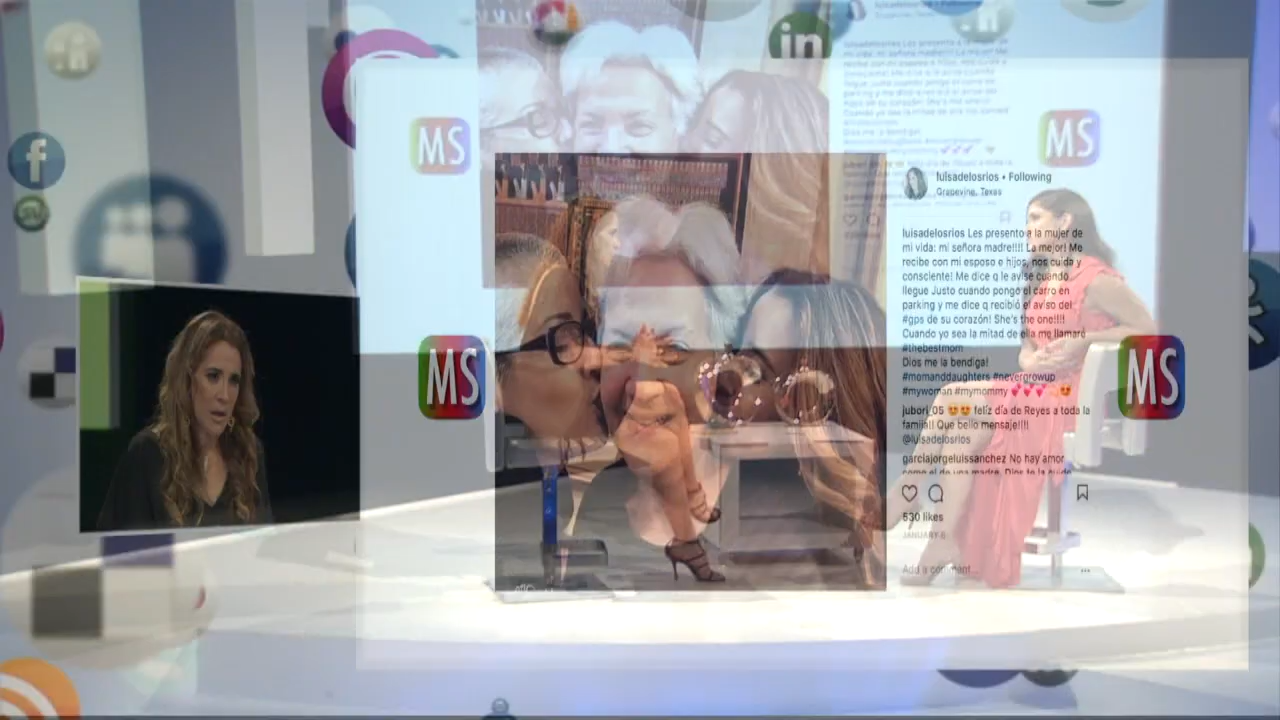 in
f
MS
MS
luisadelosrios • Following
Grapevine, Texas
luisadelosrios Les presento a la mujer de
mi vida: mi señora madre!!!! La mejor! Me
recibe con mi esposo e hijos, nos cuida y
consciente! Me dice q le avise cuando
llegue Justo cuando pongo el carro en
parking y me dice q recibió el aviso del
#gps de su corazón! She's the one!!!!
Cuando yo sea la mitad de ella me llamaré
#thebestmom
Dios me la bendiga!
#momanddaughters #nevergrowup
#mywoman #mymommy 💕💕💕👏😍
MS
MS
jubori_05 😍😍 feliz día de Reyes a toda la
familia!! Que bello mensaje!!!!
@luisadelosrios
garciajorgeluissanchez No hay amor
como el de una madre. Dios te la cuide
530 likes
JANUARY 6
Add a comment...